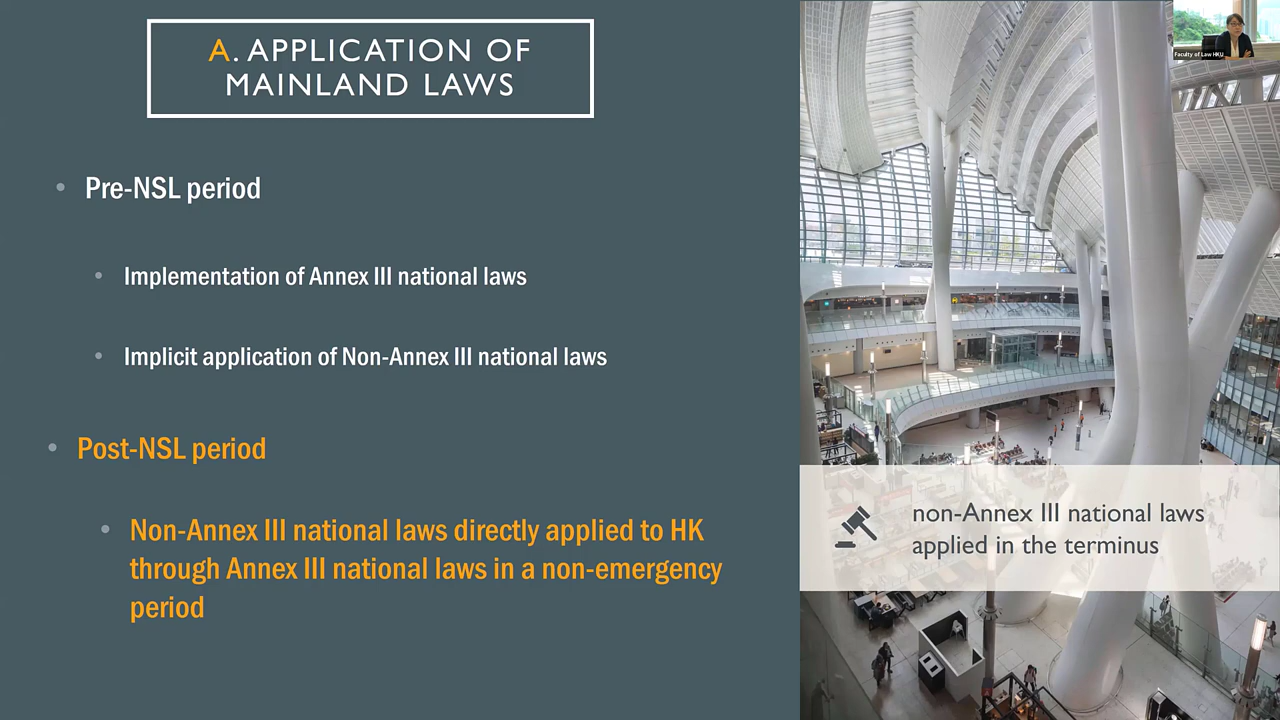 A. APPLICATION OF
MAINLAND LAWS
• Pre-NSL period
• Implementation of Annex III national laws
• Implicit application of Non-Annex III national laws
• Post-NSL period
• Non-Annex III national laws directly applied to HK
through Annex III national laws in a non-emergency
period
Faculty of Law HKU
non-Annex III national laws
applied in the terminus